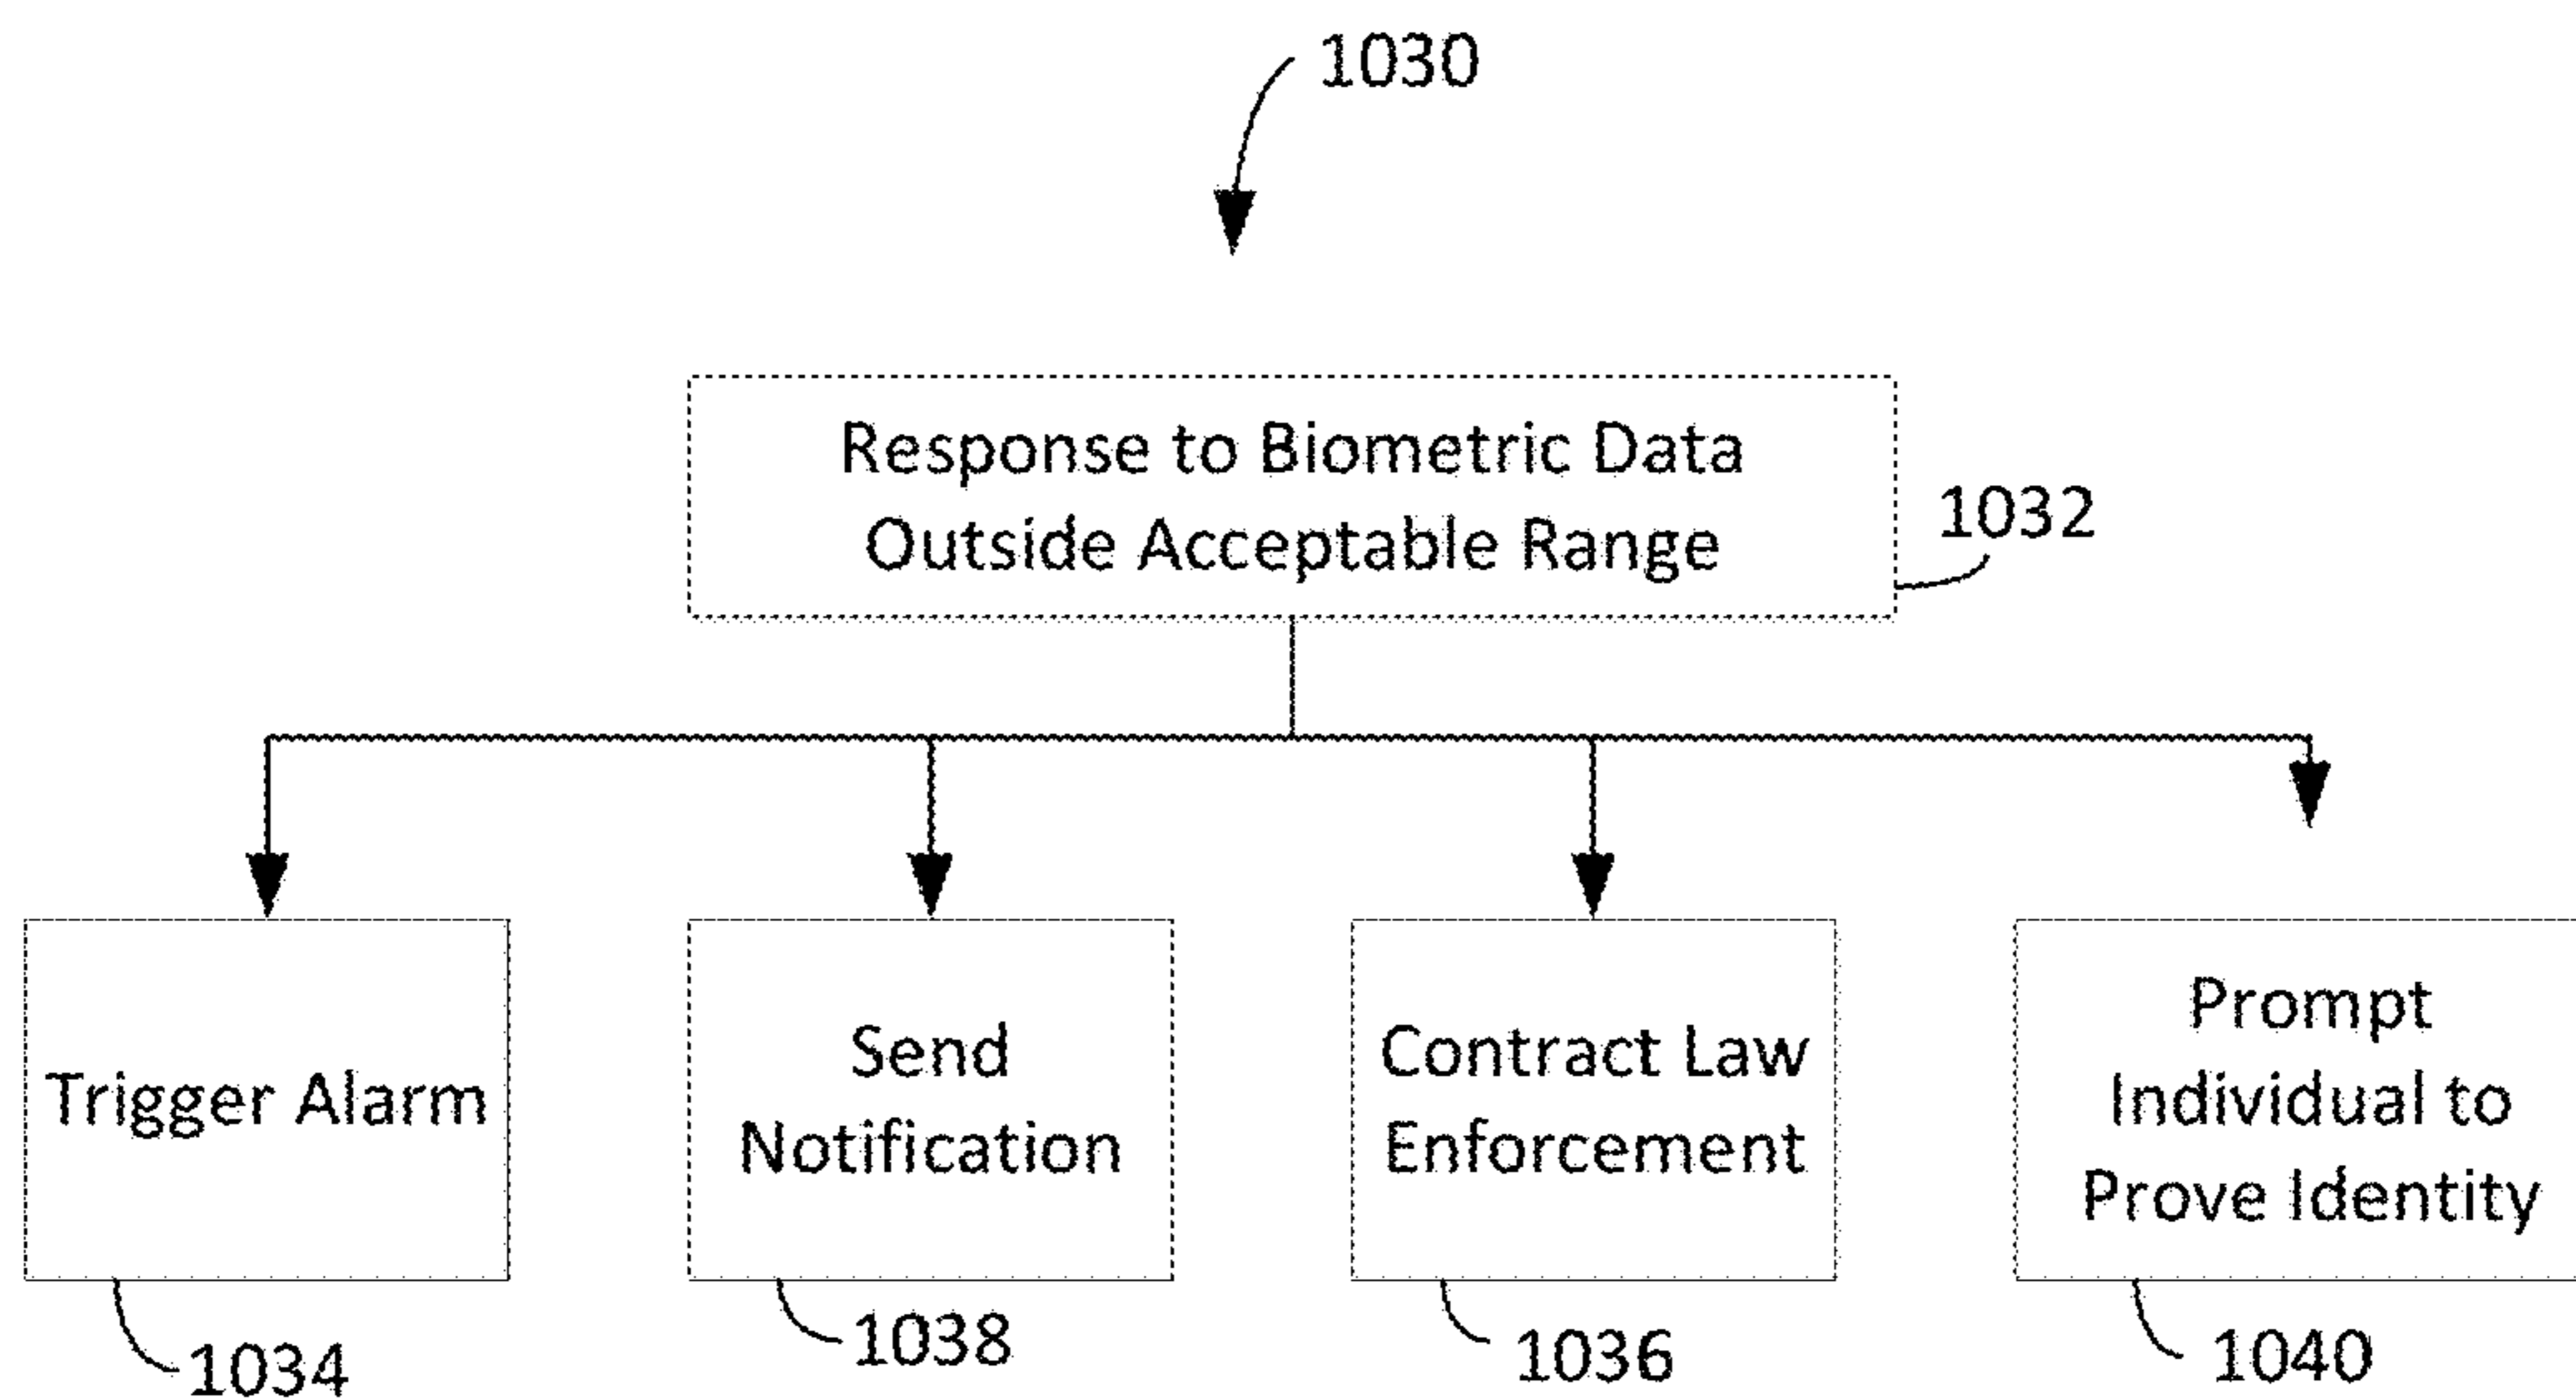 1030
Response to Biometric Data
Outside Acceptable Range
1032
Trigger Alarm
Send
Notification
Contract Law
Enforcement
Prompt
Individual to
Prove Identity
1034
1038
1036
1040